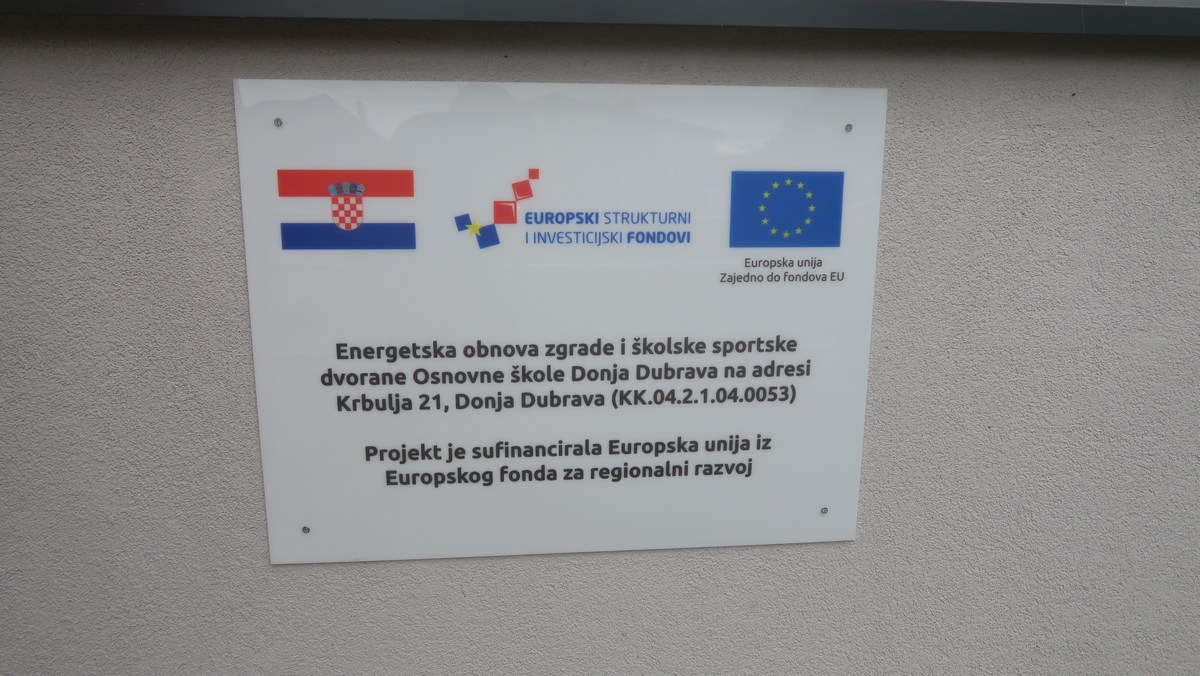 EUROPSKI STRUKTURNI
I INVESTICIJSKI FONDOVI
Europska unija
Zajedno do fondova EU
Energetska obnova zgrade i školske sportske
dvorane Osnovne škole Donja Dubrava na adresi
Krbulja 21, Donja Dubrava (KK.04.2.1.04.0053)
Projekt je sufinancirala Europska unija iz
Europskog fonda za regionalni razvoj